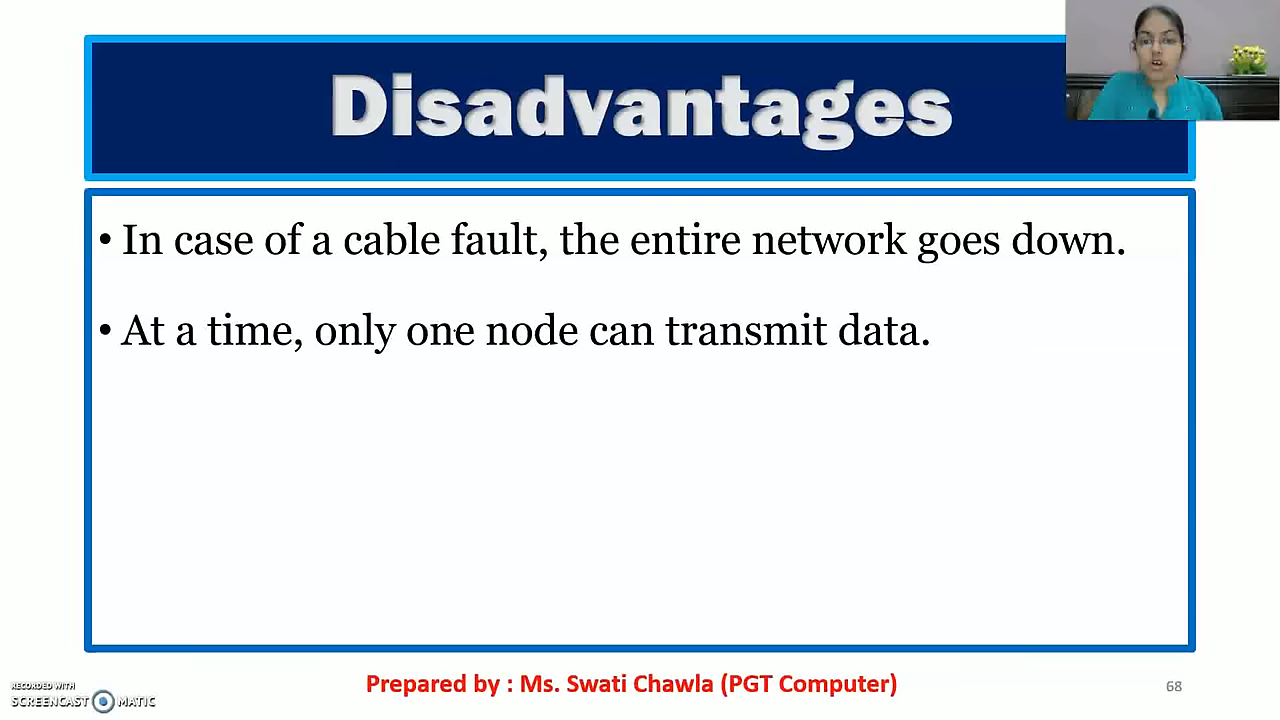 Disadvantages
• In case of a cable fault, the entire network goes down.
• At a time, only one node can transmit data.
Prepared by : Ms. Swati Chawla (PGT Computer)
68
RECORDED WITH
SCREENCAST MATIC